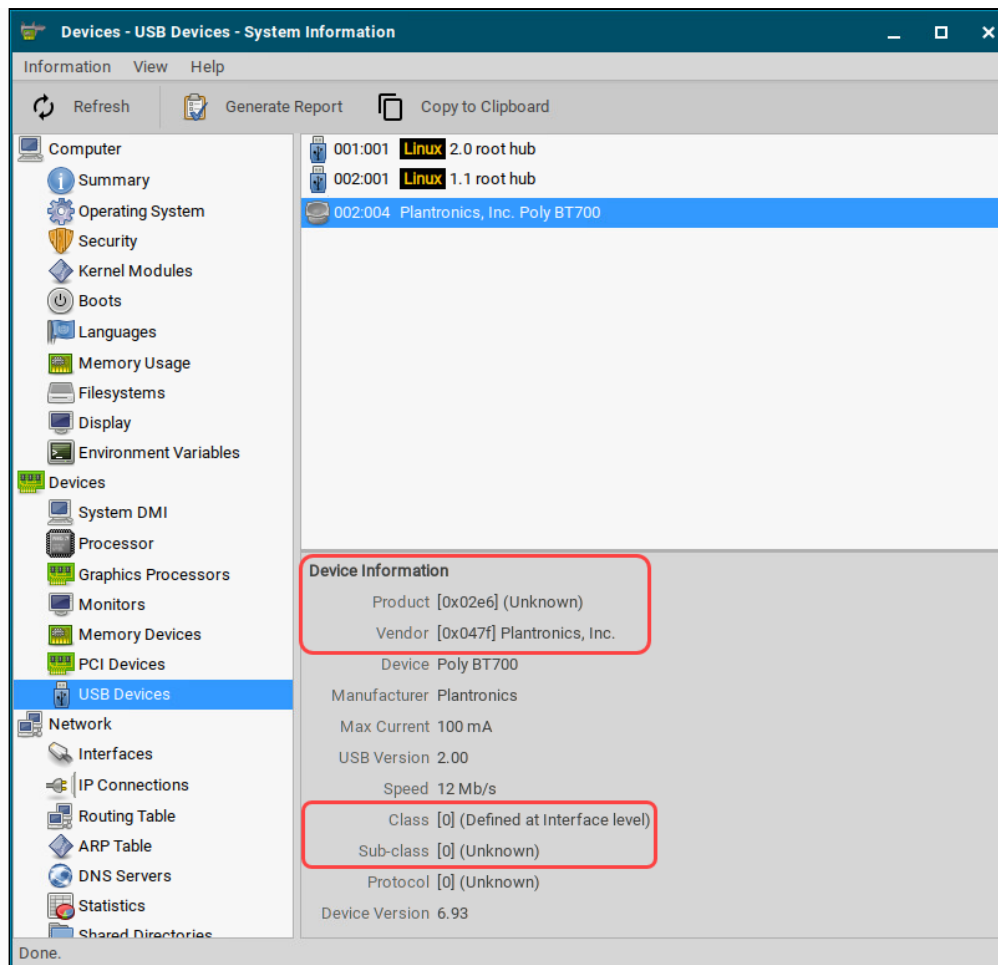 Devices - USB Devices - System Information
Information View Help
Refresh Generate Report Copy to Clipboard
Computer
Summary
Operating System
Security
Kernel Modules
Boots
Languages
Memory Usage
Filesystems
Display
Environment Variables
Devices
System DMI
Processor
Graphics Processors
Monitors
Memory Devices
PCI Devices
USB Devices
Network
Interfaces
IP Connections
Routing Table
ARP Table
DNS Servers
Statistics
Shared Directories
001:001 Linux 2.0 root hub
002:001 Linux 1.1 root hub
002:004 Plantronics, Inc. Poly BT700
Device Information
Product [0x02e6] (Unknown)
Vendor [0x047f] Plantronics, Inc.
Device Poly BT700
Manufacturer Plantronics
Max Current 100 mA
USB Version 2.00
Speed 12 Mb/s
Class [0] (Defined at Interface level)
Sub-class [0] (Unknown)
Protocol [0] (Unknown)
Device Version 6.93
Done.